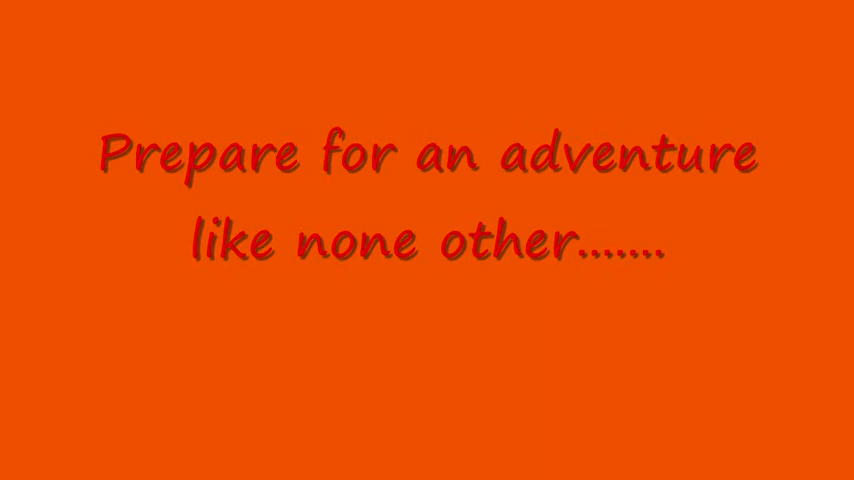 Prepare for an adventure
like none other.......